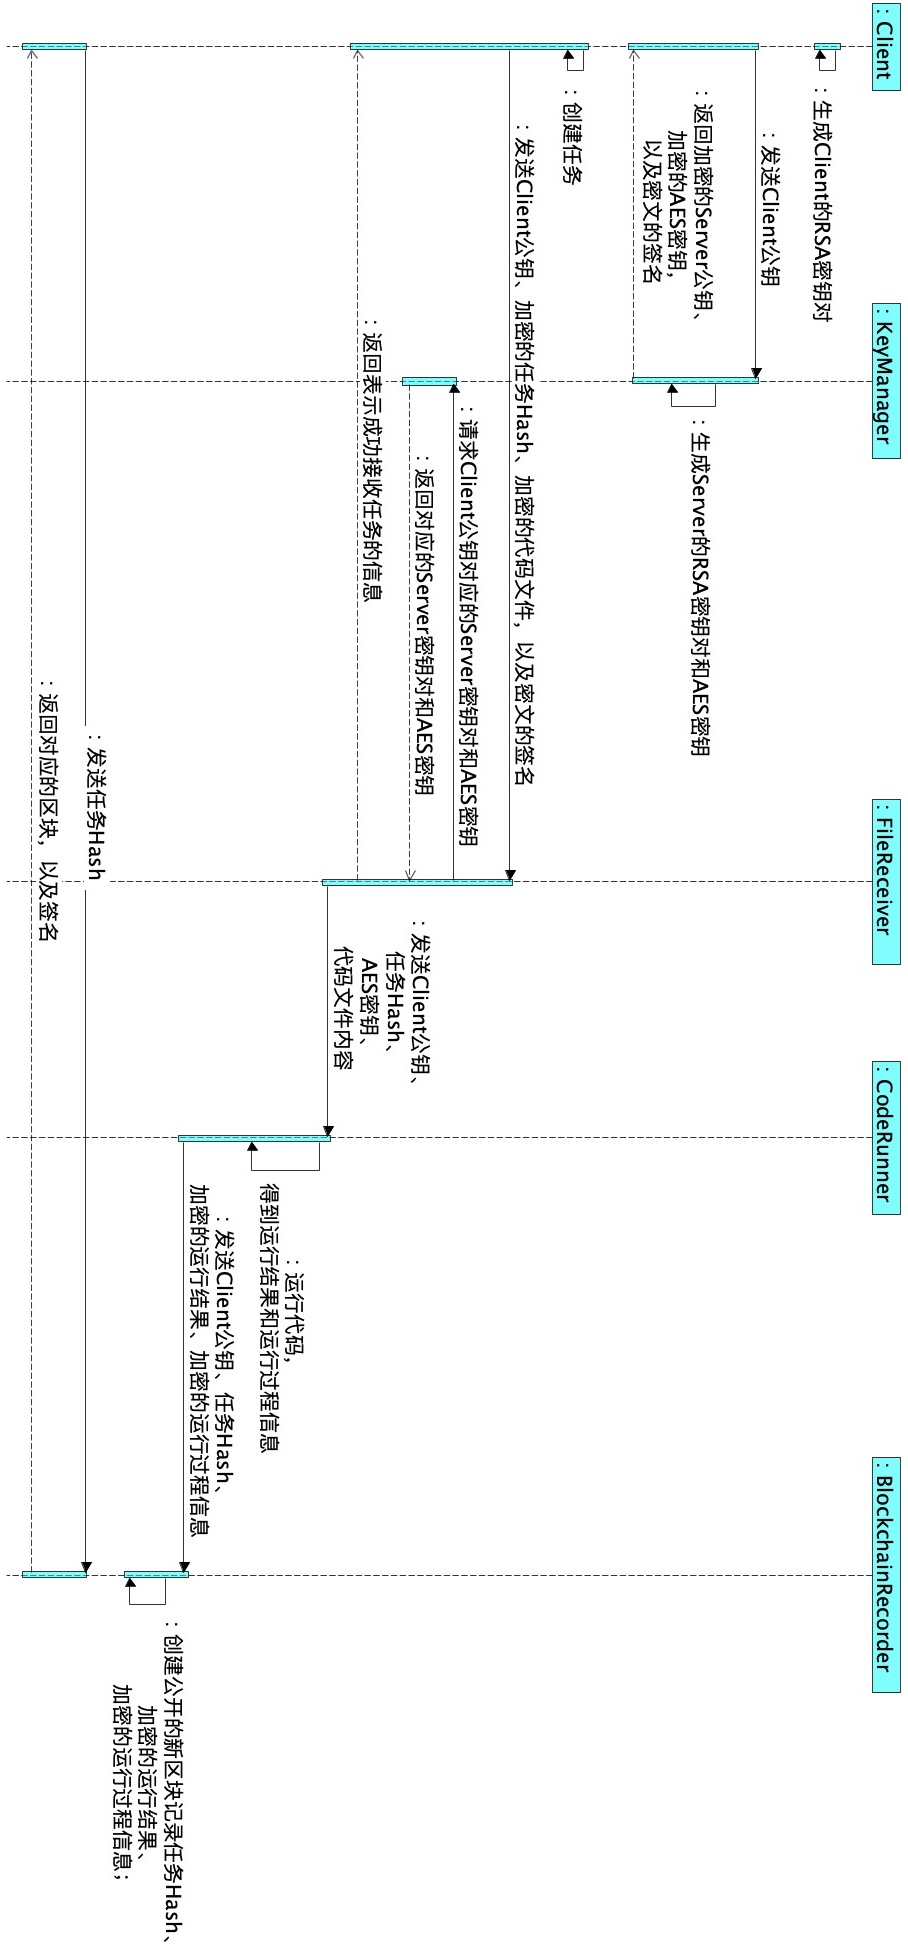 : Client
: KeyManager
: FileReceiver
: CodeRunner
: BlockchainRecorder
: 生成Client的RSA密钥对
: 发送Client公钥
: 生成Server的RSA密钥对和AES密钥
: 返回加密的Server公钥、
加密的AES密钥,
以及密文的签名
: 创建任务
: 发送Client公钥、加密的任务Hash、加密的代码文件，以及密文的签名
: 请求Client公钥对应的Server密钥对和AES密钥
: 返回对应的Server密钥对和AES密钥
: 返回表示成功接收任务的信息
: 发送Client公钥、
任务Hash、
AES密钥、
代码文件内容
: 运行代码,
得到运行结果和运行过程信息
: 发送Client公钥、任务Hash、
加密的运行结果、加密的运行过程信息
: 创建公开的新区块记录任务Hash、
加密的运行结果、
加密的运行过程信息；
: 发送任务Hash
: 返回对应的区块，以及签名